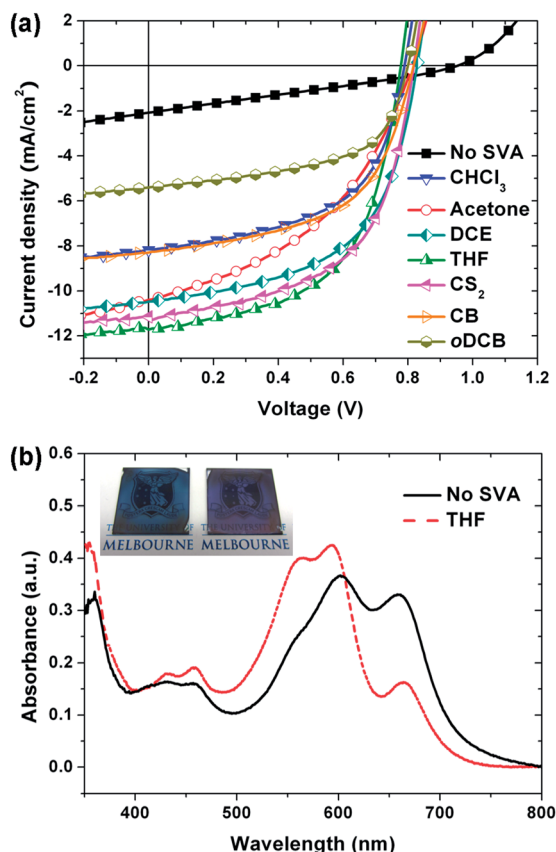 (a)
2
0
-2
-4
-6
-8
-10
-12
Current density (mA/cm²)
No SVA
CHCl₃
Acetone
DCE
THF
CS₂
CB
oDCB
-0.2 0.0 0.2 0.4 0.6 0.8 1.0 1.2
Voltage (V)
(b)
0.6
0.5
0.4
0.3
0.2
0.1
0.0
Absorbance (a.u.)
THE UNIVERSITY OF THE UNIVERSITY OF
MELBOURNE MELBOURNE
No SVA
THF
400 500 600 700 800
Wavelength (nm)